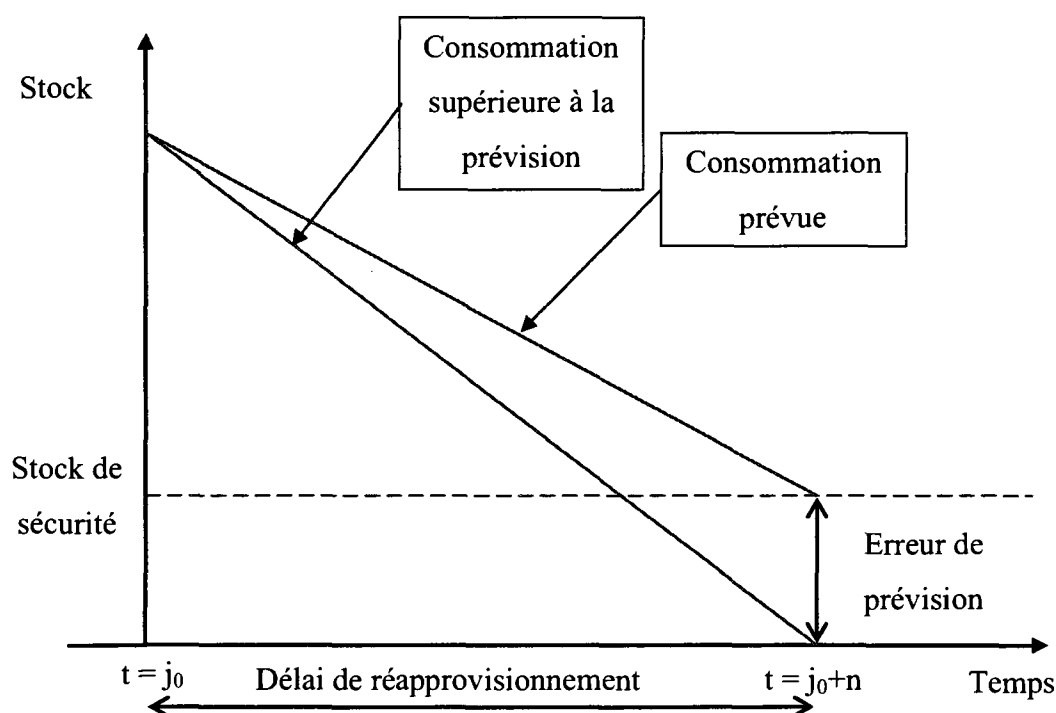 Stock
Consommation
supérieure à la
prévision
Consommation
prévue
Stock de
sécurité
Erreur de
prévision
t = j₀
Délai de réapprovisionnement
t = j₀+n
Temps